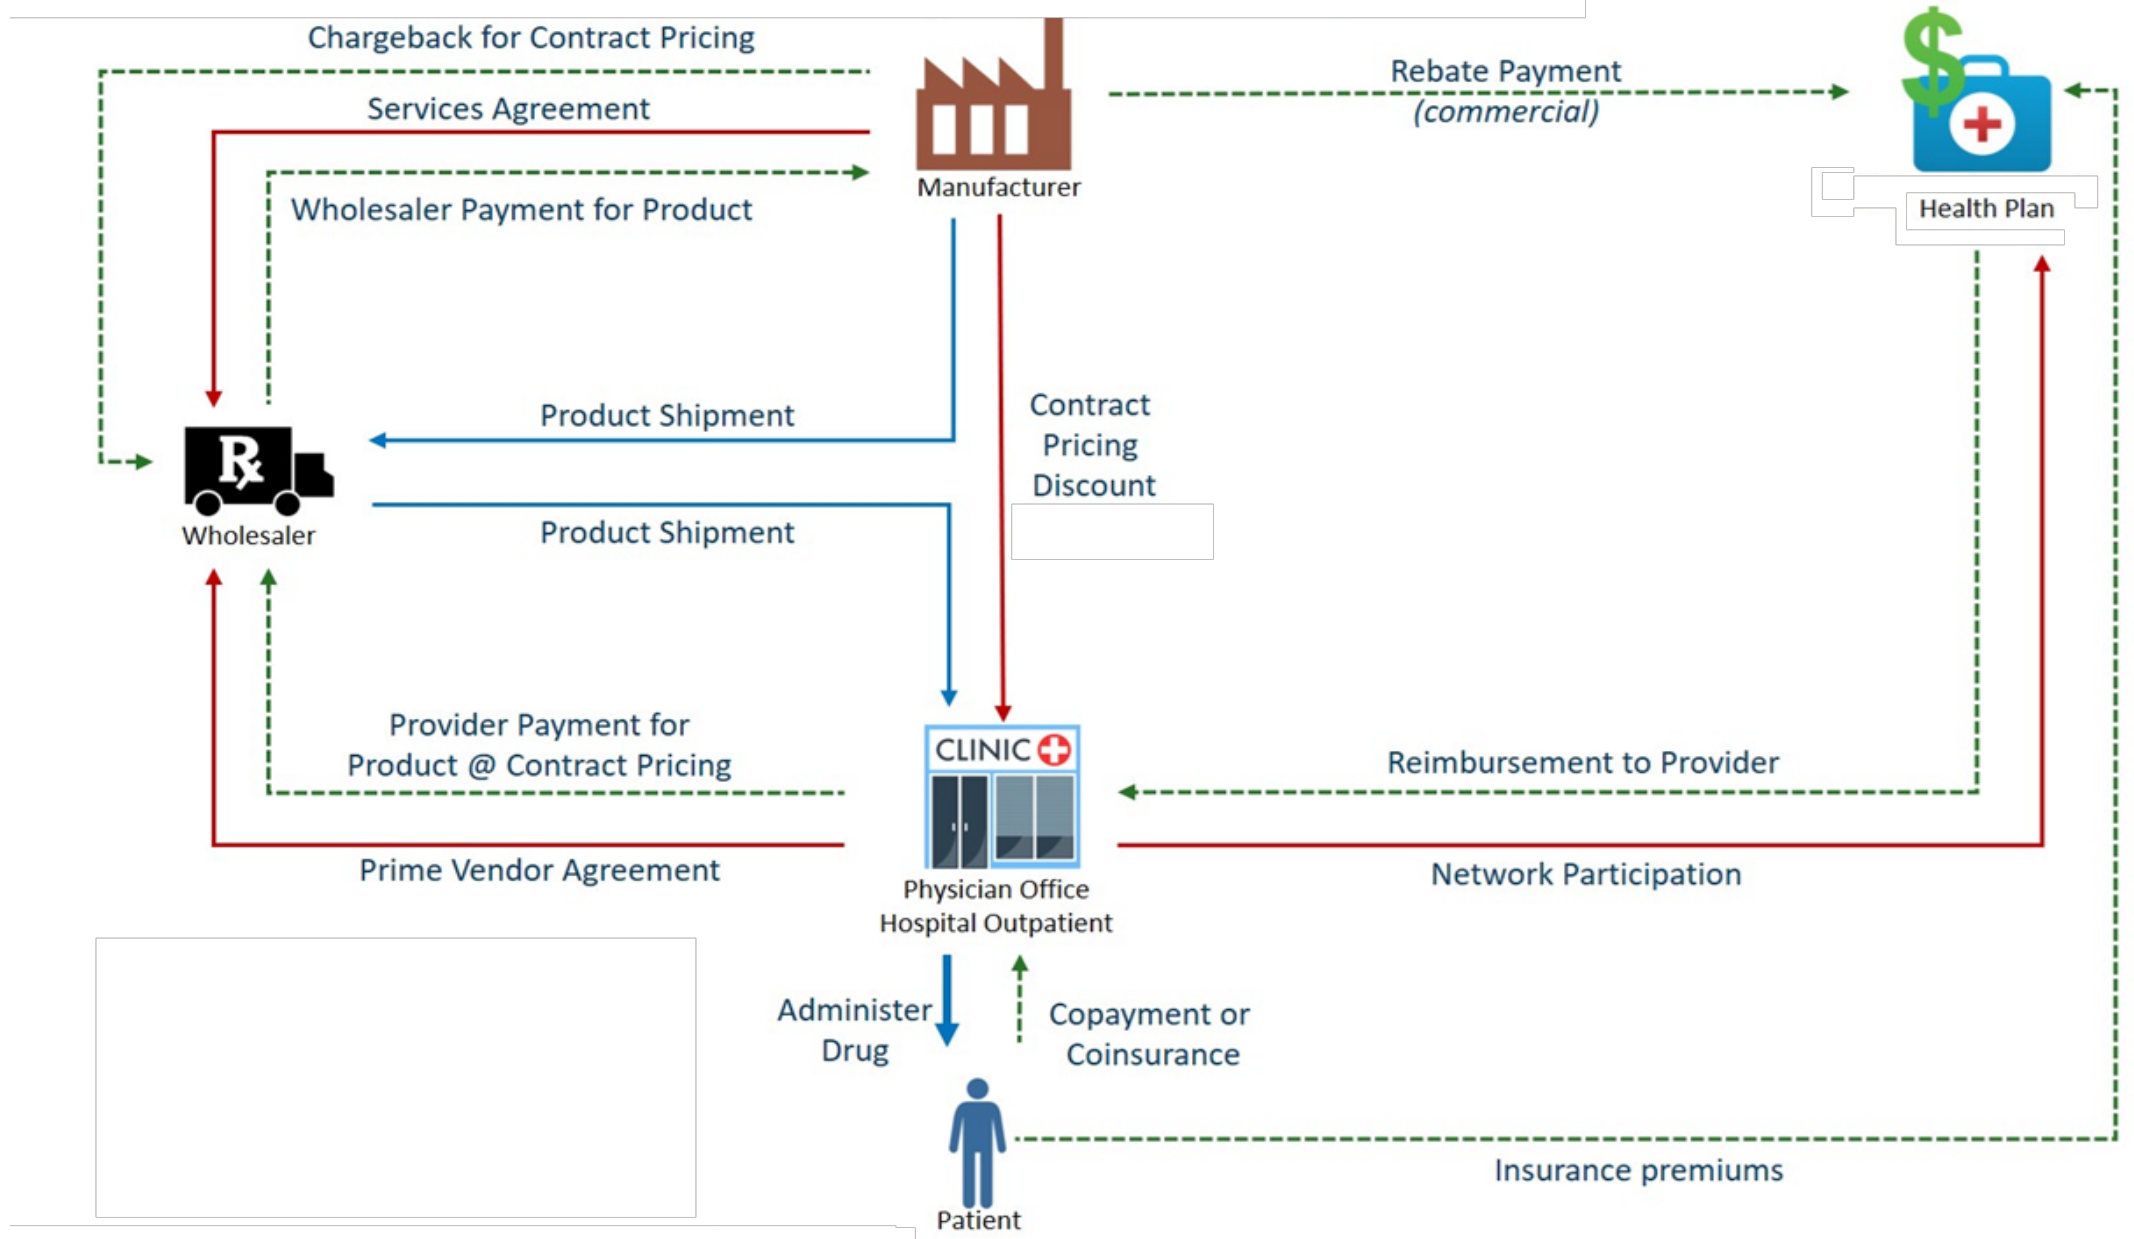 Chargeback for Contract Pricing
Services Agreement
Wholesaler Payment for Product
Manufacturer
Rebate Payment
(commercial)
Health Plan
Product Shipment
Contract
Pricing
Discount
Rx
Wholesaler
Product Shipment
Provider Payment for
Product @ Contract Pricing
Prime Vendor Agreement
CLINIC
Physician Office
Hospital Outpatient
Reimbursement to Provider
Network Participation
Administer
Drug
Copayment or
Coinsurance
Insurance premiums
Patient